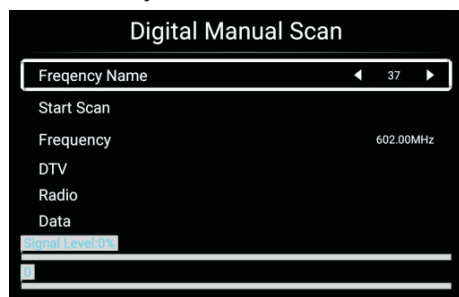 Digital Manual Scan
Freqency Name 37
Start Scan
Frequency 602.00MHz
DTV
Radio
Data
Signal Level:0%
0